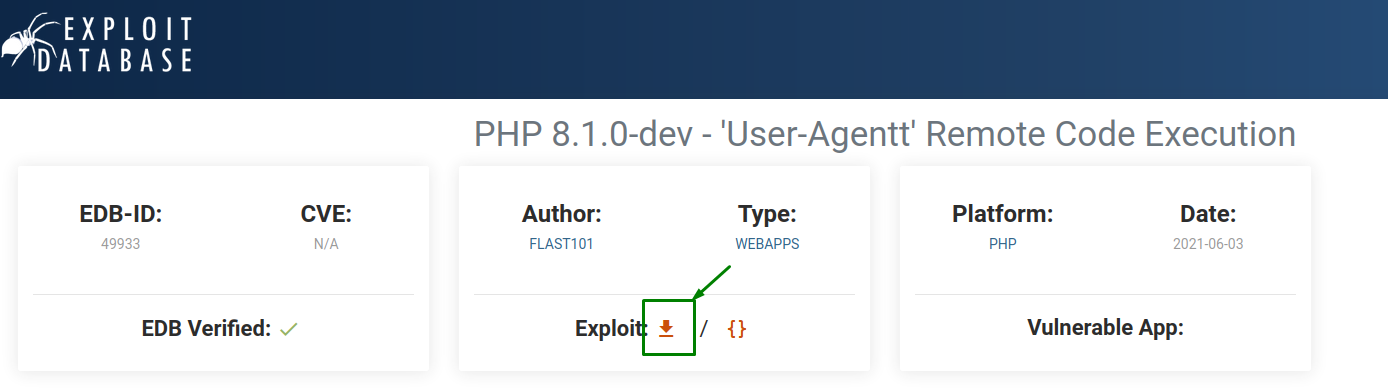 EXPLOIT
DATABASE
PHP 8.1.0-dev - 'User-Agentt' Remote Code Execution
EDB-ID:
49933
CVE:
N/A
EDB Verified:
Author:
FLAST101
Type:
WEBAPPS
Exploit: / {}
Platform:
PHP
Date:
2021-06-03
Vulnerable App: